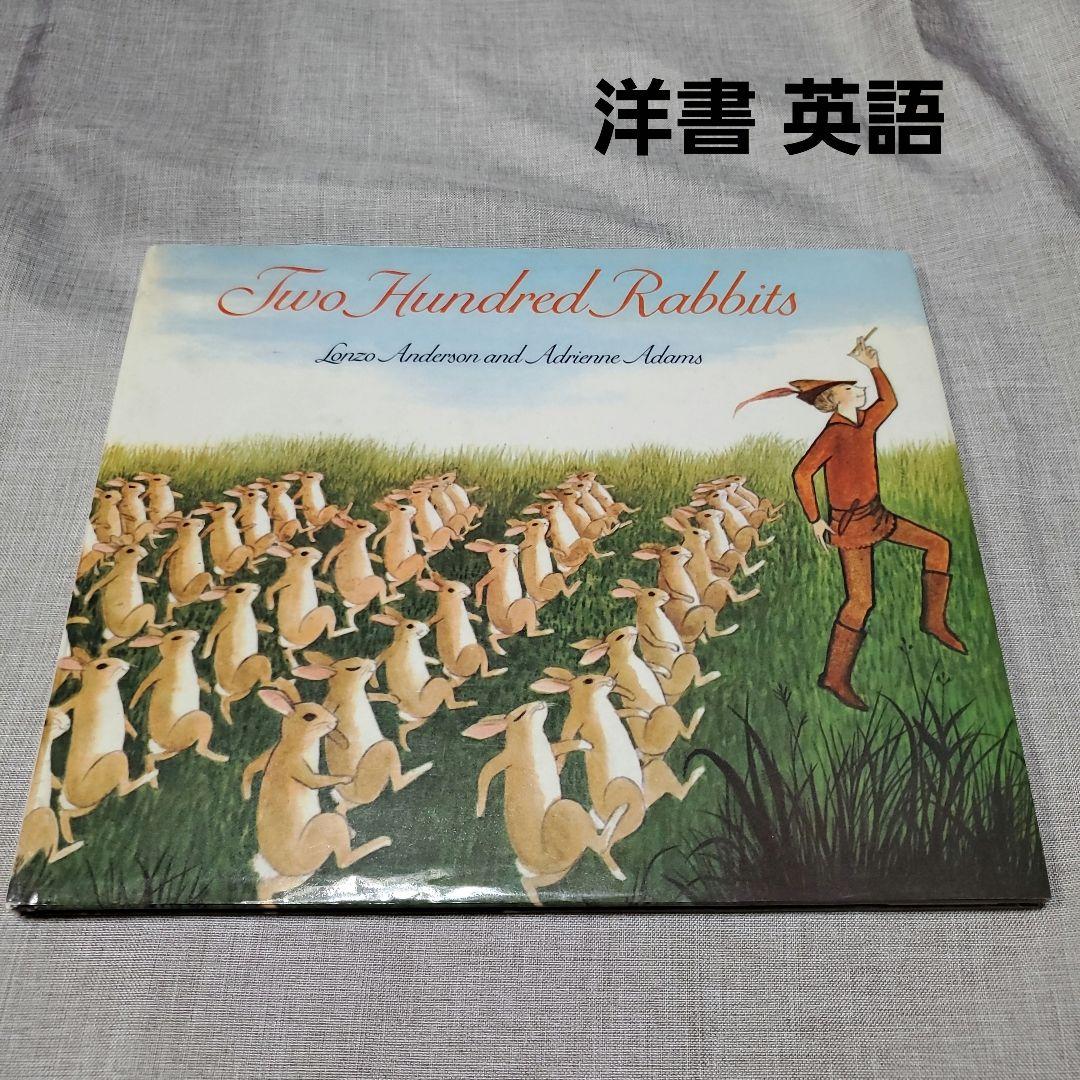 洋書 英語
Two Hundred Rabbits
Lonzo Anderson and Adrienne Adams